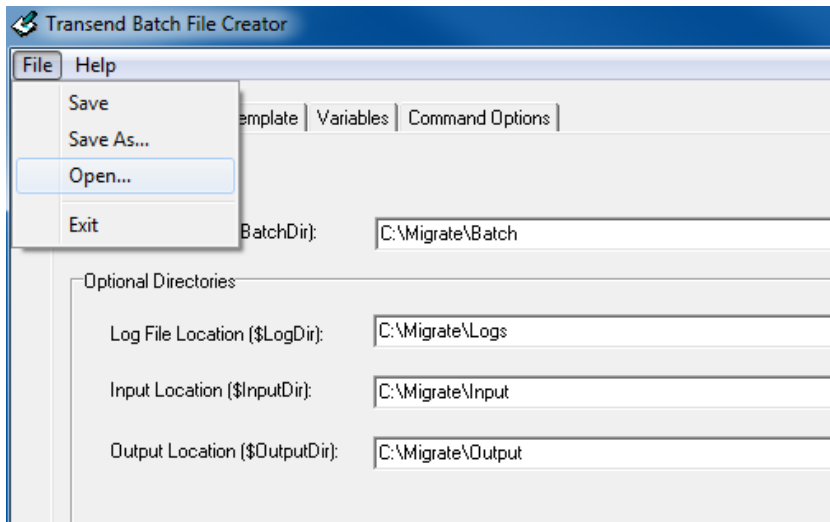 Transend Batch File Creator
File Help
Save
Save As...
Open...
Exit
emplate Variables Command Options
BatchDir): C:\Migrate\Batch
Optional Directories
Log File Location ($LogDir): C:\Migrate\Logs
Input Location ($InputDir): C:\Migrate\Input
Output Location ($OutputDir): C:\Migrate\Output